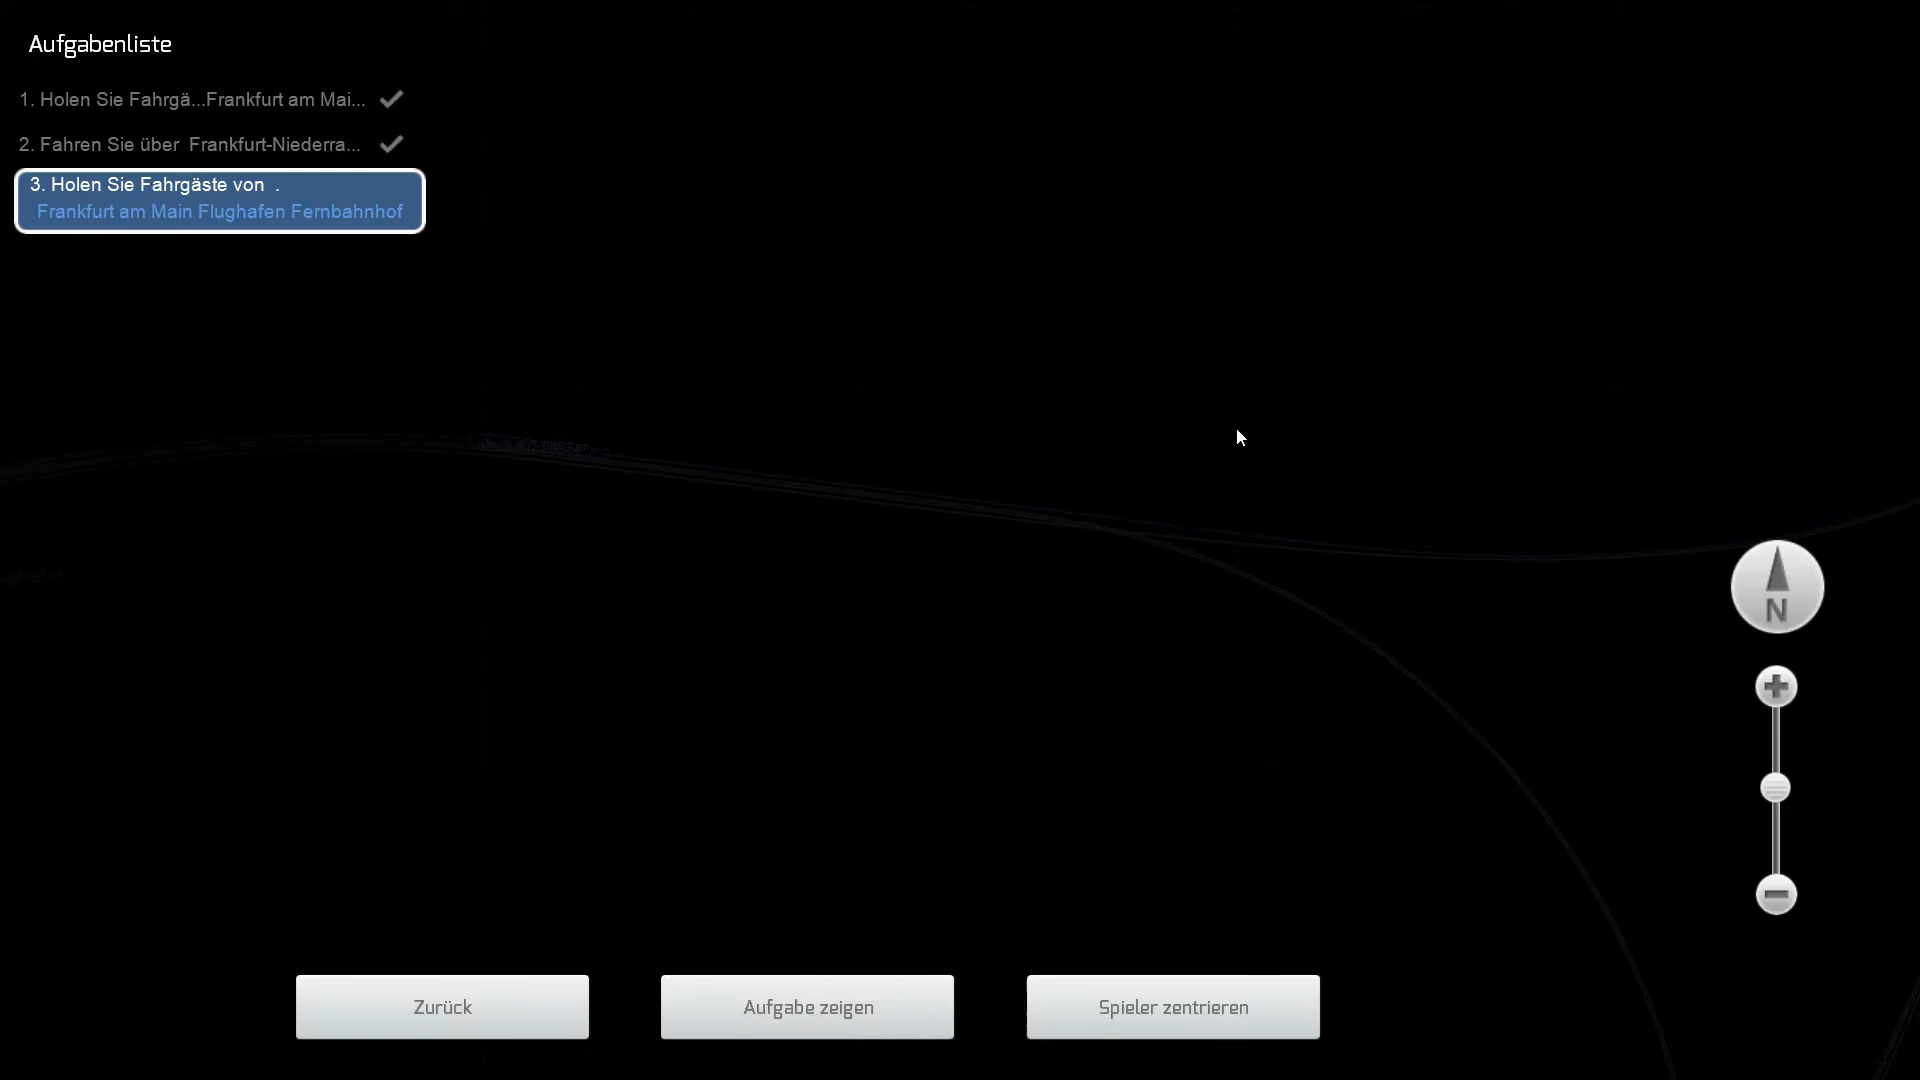 Aufgabenliste
1. Holen Sie Fahrgä...Frankfurt am Mai...
2. Fahren Sie über  Frankfurt-Niederra...
3. Holen Sie Fahrgäste von  .
Frankfurt am Main Flughafen Fernbahnhof
N
Zurück
Aufgabe zeigen
Spieler zentrieren